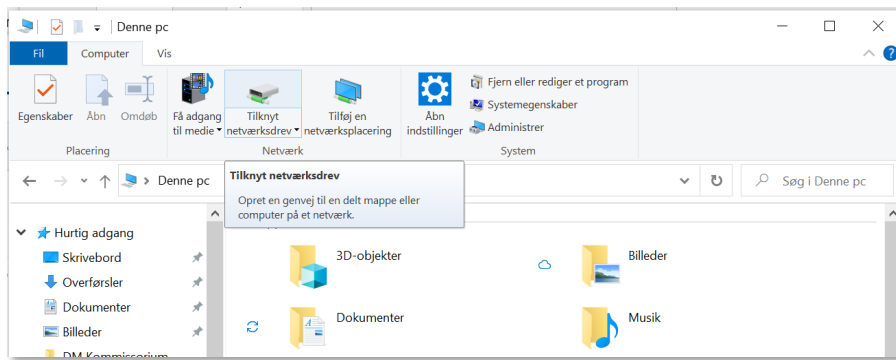 Denne pc
Fil Computer Vis
Egenskaber Åbn Omdøb
Få adgang
til medie
Tilknyt
netværksdrev
Tilføj en
netværksplacering
Åbn
indstillinger
Fjern eller rediger et program
Systemegenskaber
Administrer
Placering Netværk System
Denne pc
Søg i Denne pc
Tilknyt netværksdrev
Opret en genvej til en delt mappe eller
computer på et netværk.
Hurtig adgang
Skrivebord
Overførsler
Dokumenter
Billeder
DM Kommissorium
3D-objekter
Billeder
Dokumenter
Musik